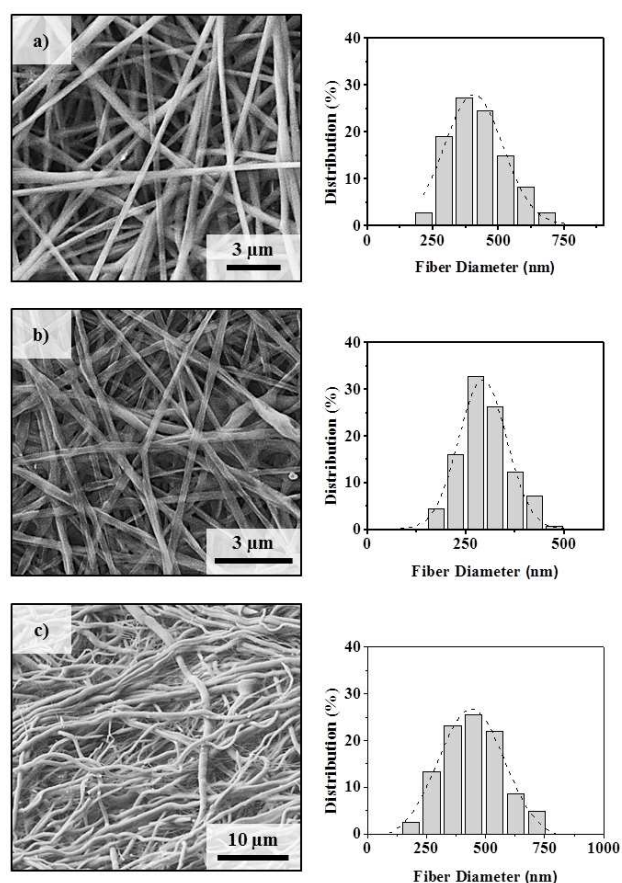 a)
3 μm
40
30
20
10
0
Distribution (%)
0 250 500 750
Fiber Diameter (nm)
b)
3 μm
40
30
20
10
0
Distribution (%)
0 250 500
Fiber Diameter (nm)
c)
10 μm
40
30
20
10
0
Distribution (%)
0 250 500 750 1000
Fiber Diameter (nm)